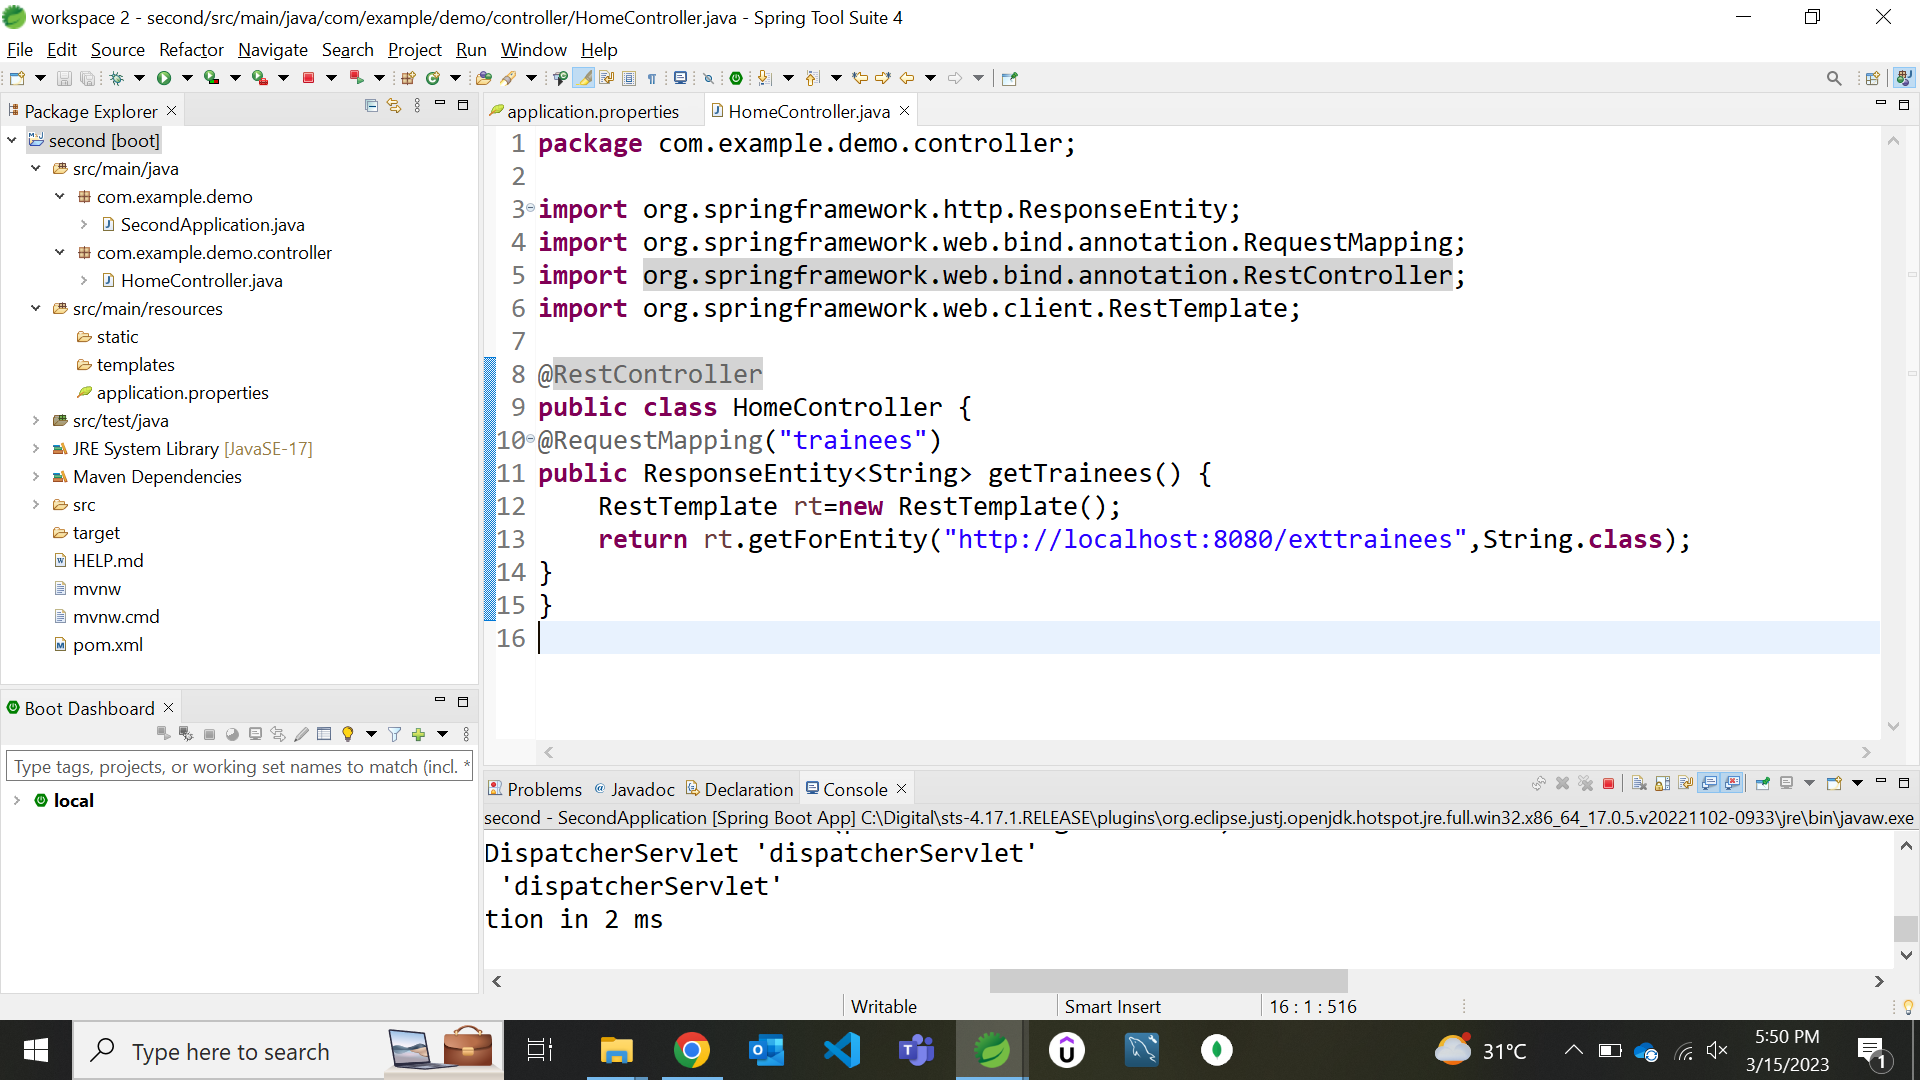 workspace 2 - second/src/main/java/com/example/demo/controller/HomeController.java - Spring Tool Suite 4
File Edit Source Refactor Navigate Search Project Run Window Help
Package Explorer
second [boot]
src/main/java
com.example.demo
SecondApplication.java
com.example.demo.controller
HomeController.java
src/main/resources
static
templates
application.properties
src/test/java
JRE System Library [JavaSE-17]
Maven Dependencies
src
target
HELP.md
mvnw
mvnw.cmd
pom.xml
Boot Dashboard
Type tags, projects, or working set names to match (incl. *
local
application.properties HomeController.java
1 package com.example.demo.controller;
2
3 import org.springframework.http.ResponseEntity;
4 import org.springframework.web.bind.annotation.RequestMapping;
5 import org.springframework.web.bind.annotation.RestController;
6 import org.springframework.web.client.RestTemplate;
7
8 @RestController
9 public class HomeController {
10 @RequestMapping("trainees")
11 public ResponseEntity<String> getTrainees() {
12 RestTemplate rt=new RestTemplate();
13 return rt.getForEntity("http://localhost:8080/exttrainees",String.class);
14 }
15 }
16
Problems Javadoc Declaration Console
second - SecondApplication [Spring Boot App] C:\Digital\sts-4.17.1.RELEASE\plugins\org.eclipse.justj.openjdk.hotspot.jre.full.win32.x86_64_17.0.5.v20221102-0933\jre\bin\javaw.exe
DispatcherServlet 'dispatcherServlet'
'dispatcherServlet'
tion in 2 ms
Writable Smart Insert 16 : 1 : 516
Type here to search
31°C
5:50 PM
3/15/2023
1